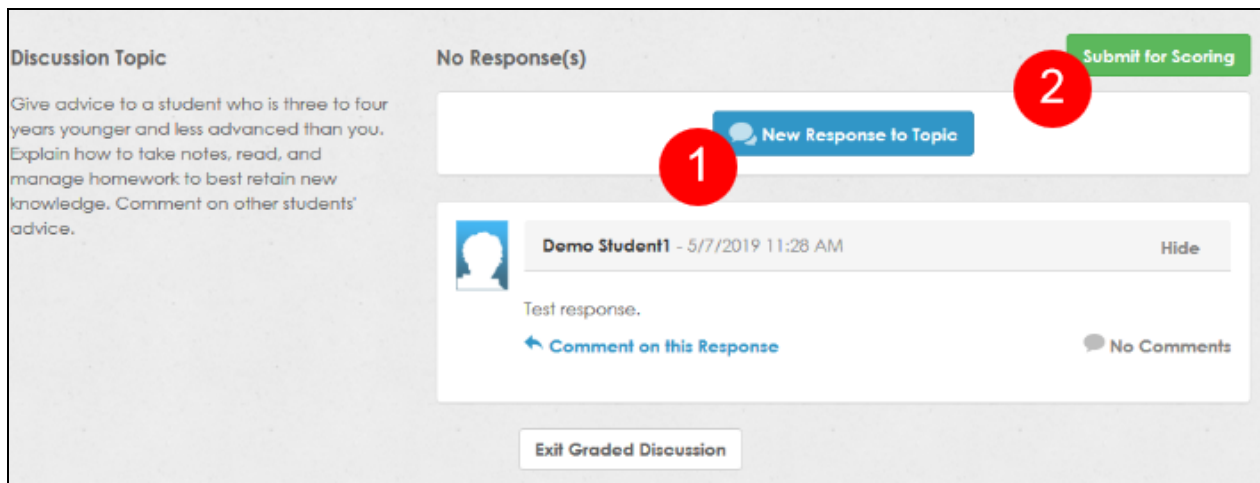 Discussion Topic
Give advice to a student who is three to four
years younger and less advanced than you.
Explain how to take notes, read, and
manage homework to best retain new
knowledge. Comment on other students'
advice.
No Response(s)
Submit for Scoring
2
New Response to Topic
1
Demo Student1 - 5/7/2019 11:28 AM
Hide
Test response.
Comment on this Response
No Comments
Exit Graded Discussion